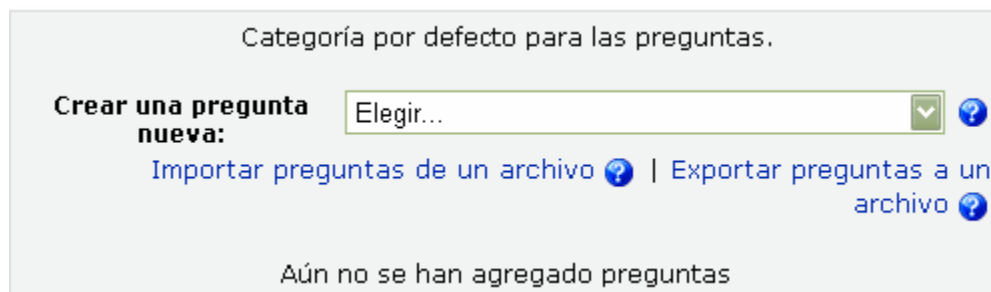 Categoría por defecto para las preguntas.
Crear una pregunta nueva: Elegir...
Importar preguntas de un archivo | Exportar preguntas a un
archivo
Aún no se han agregado preguntas